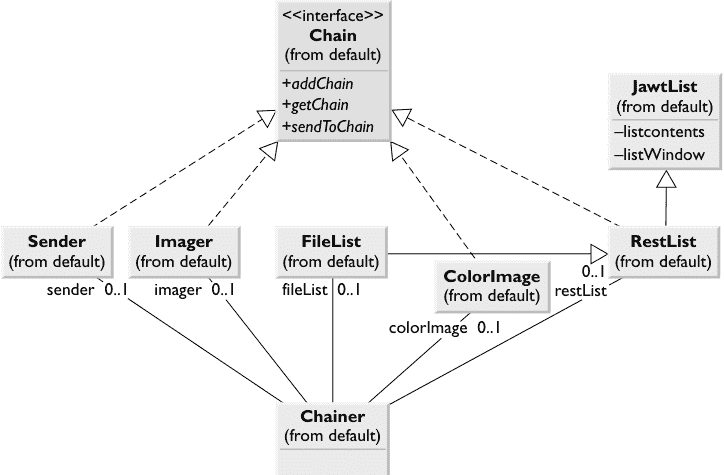 <<interface>>
Chain
(from default)
+addChain
+getChain
+sendToChain
JawtList
(from default)
–listcontents
–listWindow
Sender
(from default)
Imager
(from default)
FileList
(from default)
ColorImage
(from default)
RestList
(from default)
sender 0..1
imager 0..1
fileList 0..1
0..1
restList
colorImage 0..1
Chainer
(from default)